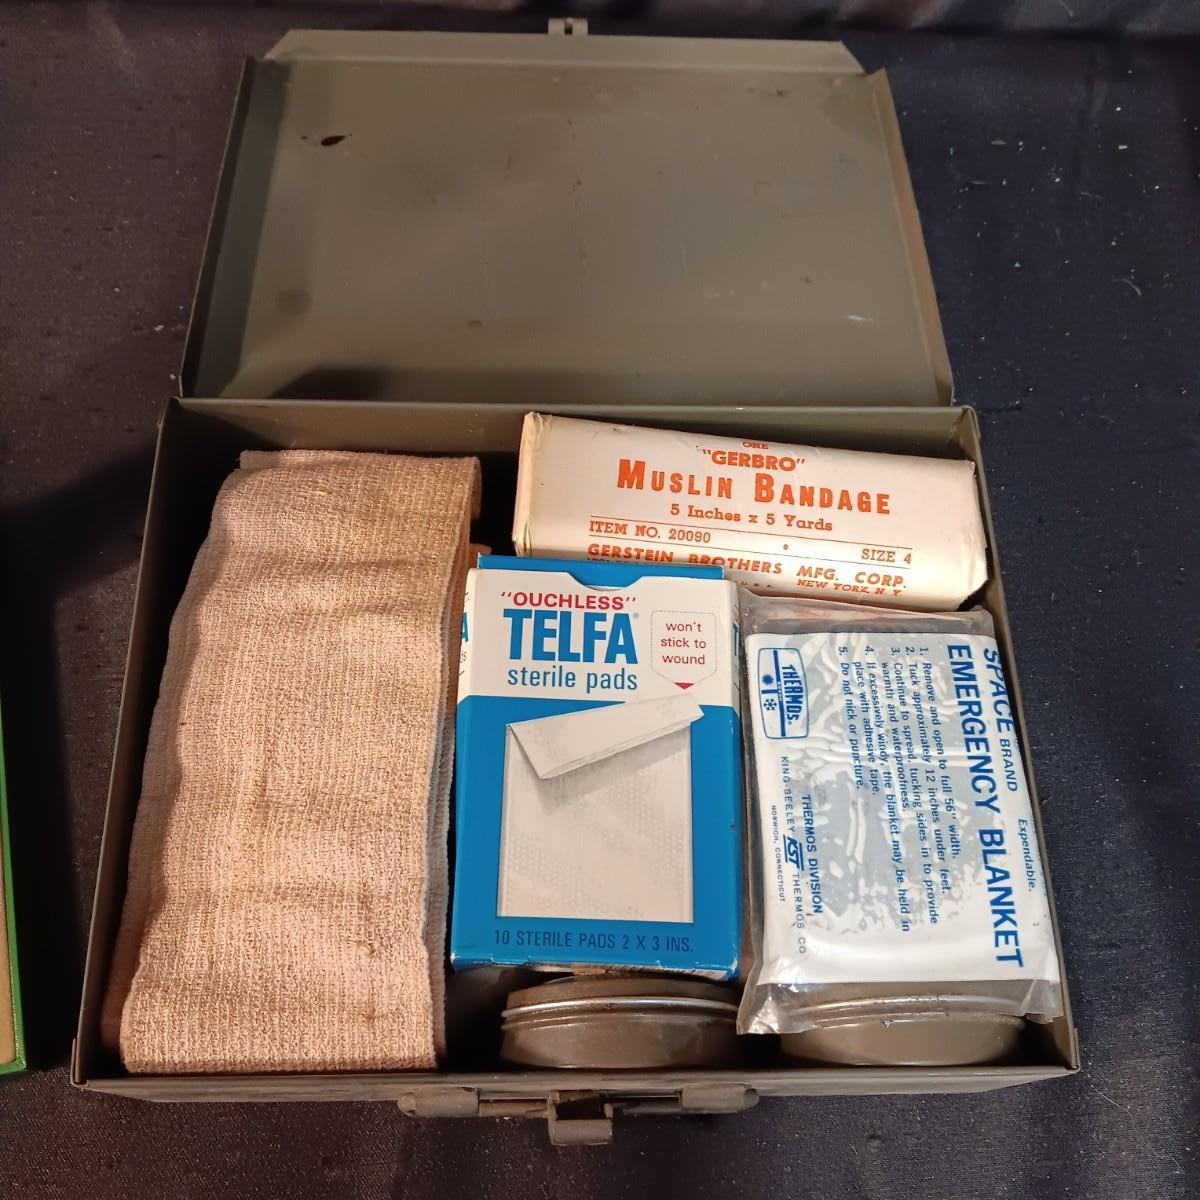 ONE
"GERBRO"
MUSLIN BANDAGE
5 Inches x 5 Yards
ITEM NO. 20090 • SIZE 4
GERSTEIN BROTHERS MFG. CORP.
U.S.A. NEW YORK, N.Y.
"OUCHLESS"
TELFA®
sterile pads
won't
stick to
wound
10 STERILE PADS 2 X 3 INS.
SPACE BRAND Expendable.
EMERGENCY BLANKET
1. Remove and open to full 56" width.
2. Tuck approximately 12 inches under feet.
3. Continue to spread, tucking sides in to provide
warmth and waterproofness.
4. If excessively windy, the blanket may be held in
place with adhesive tape.
5. Do not nick or puncture.
THERMOS®
THERMOS DIVISION
KING-SEELEY KST THERMOS CO
NORWICH, CONNECTICUT